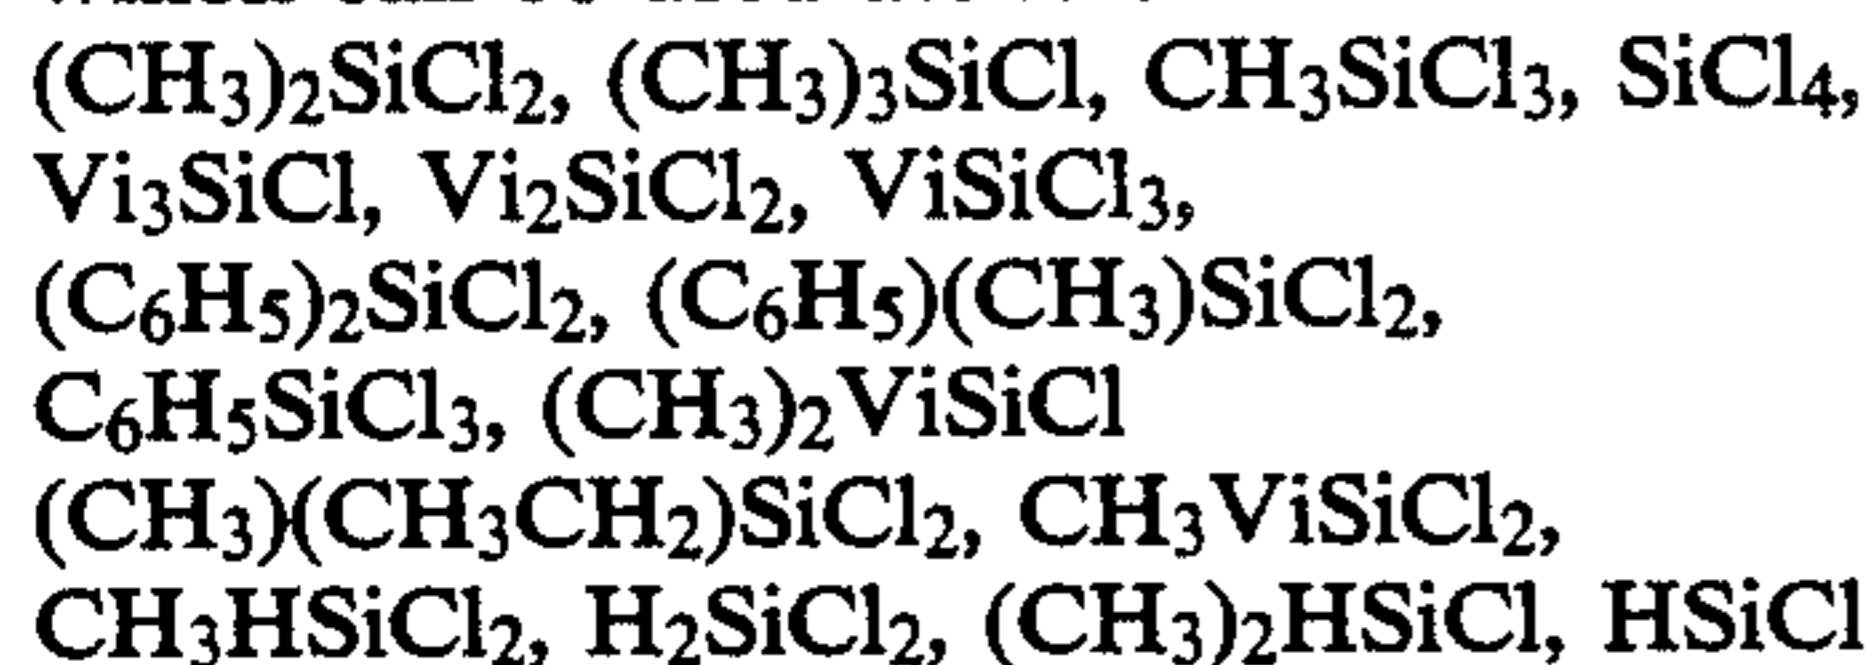 (CH3)2SiCl2, (CH3)3SiCl, CH3SiCl3, SiCl4,
Vi3SiCl, Vi2SiCl2, ViSiCl3,
(C6H5)2SiCl2, (C6H5)(CH3)SiCl2,
C6H5SiCl3, (CH3)2ViSiCl
(CH3)(CH3CH2)SiCl2, CH3ViSiCl2,
CH3HSiCl2, H2SiCl2, (CH3)2HSiCl, HSiCl